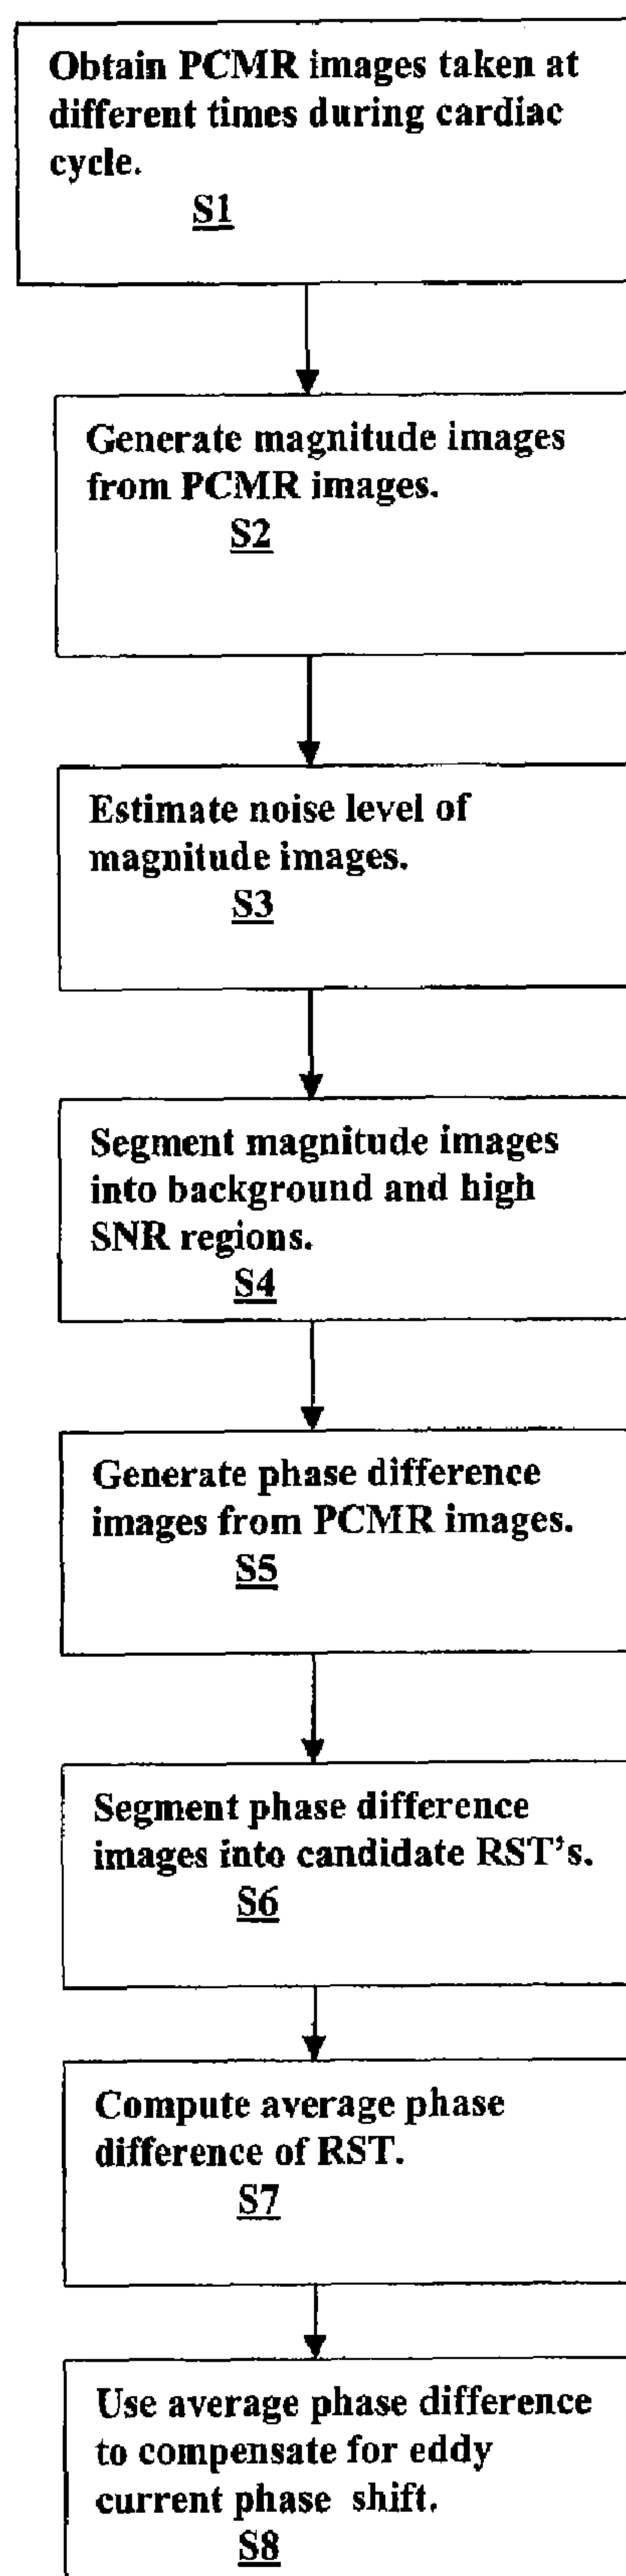 Obtain PCMR images taken at
different times during cardiac
cycle.
S1
Generate magnitude images
from PCMR images.
S2
Estimate noise level of
magnitude images.
S3
Segment magnitude images
into background and high
SNR regions.
S4
Generate phase difference
images from PCMR images.
S5
Segment phase difference
images into candidate RST's.
S6
Compute average phase
difference of RST.
S7
Use average phase difference
to compensate for eddy
current phase shift.
S8